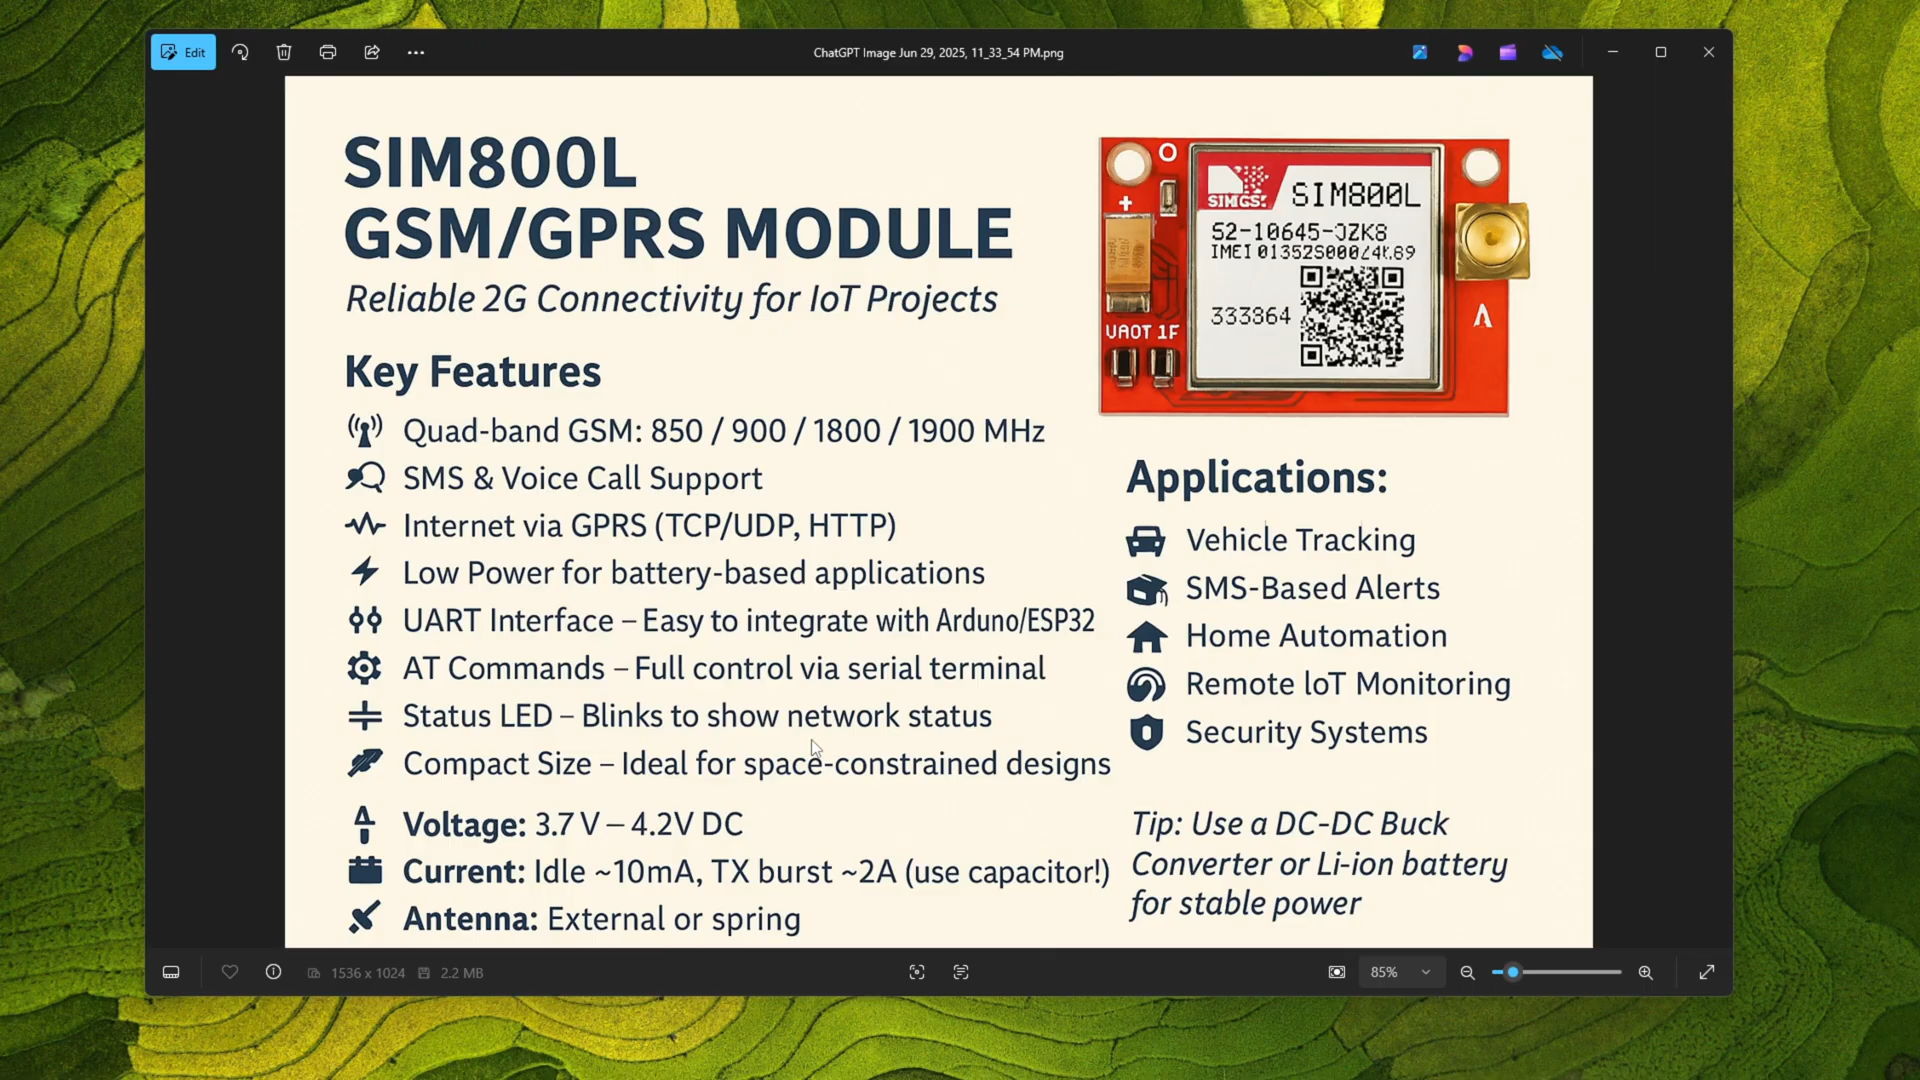 Edit
ChatGPT Image Jun 29, 2025, 11_33_54 PM.png
SIM800L
GSM/GPRS MODULE
Reliable 2G Connectivity for IoT Projects
Key Features
Quad-band GSM: 850 / 900 / 1800 / 1900 MHz
SMS & Voice Call Support
Internet via GPRS (TCP/UDP, HTTP)
Low Power for battery-based applications
UART Interface – Easy to integrate with Arduno/ESP32
AT Commands – Full control via serial terminal
Status LED – Blinks to show network status
Compact Size – Ideal for space-constrained designs
Voltage: 3.7 V – 4.2V DC
Current: Idle ~10mA, TX burst ~2A (use capacitor!)
Antenna: External or spring
SIM800L
S2-10645-JZK8
IMEI
333864
VAOT 1F
Applications:
Vehicle Tracking
SMS-Based Alerts
Home Automation
Remote loT Monitoring
Security Systems
Tip: Use a DC-DC Buck
Converter or Li-ion battery
for stable power
1536 x 1024
2.2 MB
85%